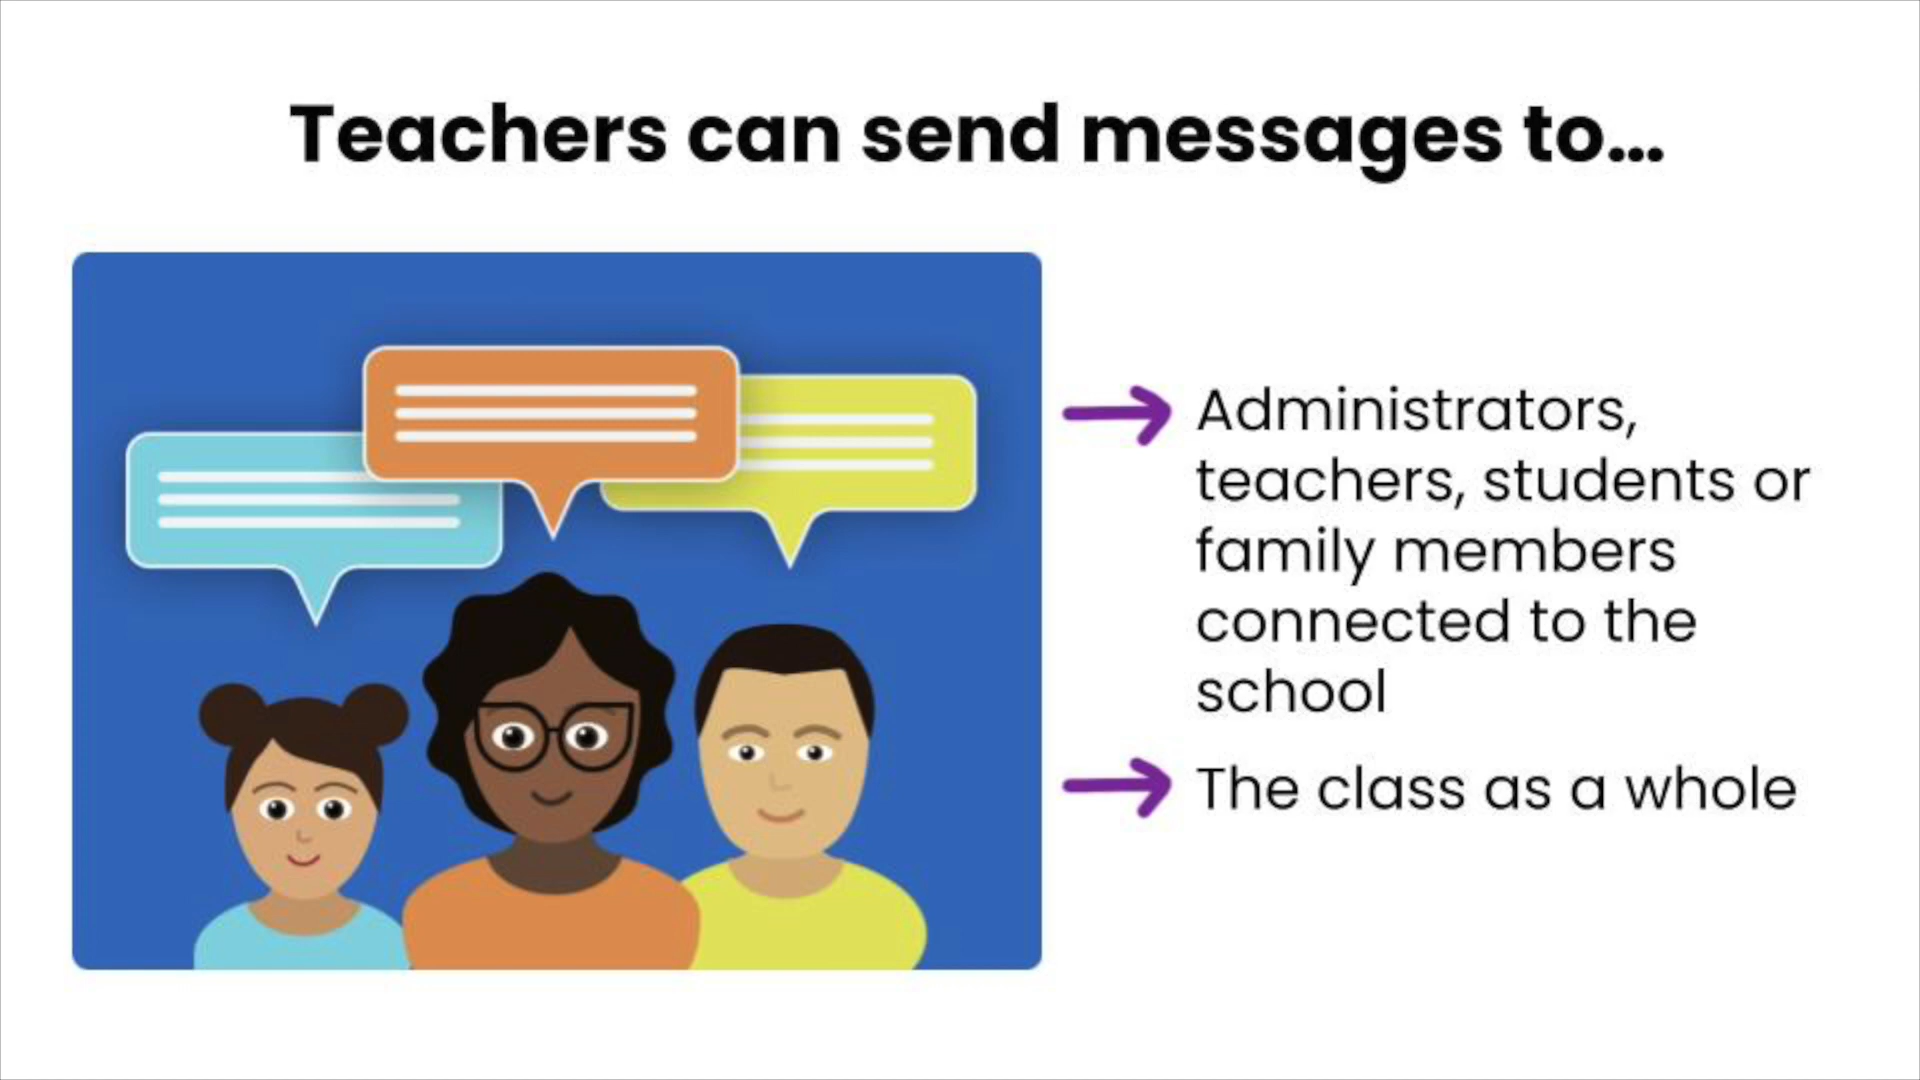 Teachers can send messages to...
Administrators,
teachers, students or
family members
connected to the
school
The class as a whole